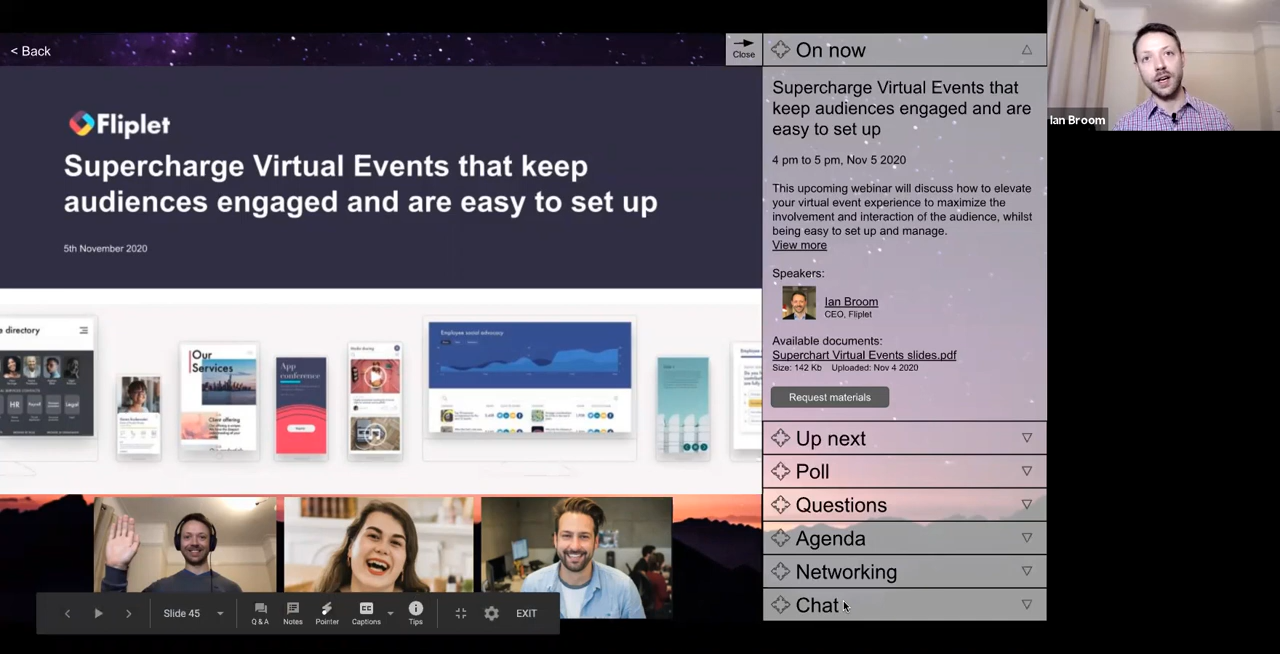 < Back
Close
On now
Fliplet
Supercharge Virtual Events that keep
audiences engaged and are easy to set up
5th November 2020
Supercharge Virtual Events that
keep audiences engaged and are
easy to set up
4 pm to 5 pm, Nov 5 2020
This upcoming webinar will discuss how to elevate
your virtual event experience to maximize the
involvement and interaction of the audience, whilst
being easy to set up and manage.
View more
Speakers:
Ian Broom
CEO, Fliplet
Available documents:
Superchart Virtual Events slides.pdf
Size: 142 Kb Uploaded: Nov 4 2020
Request materials
Up next
Poll
Questions
Agenda
Networking
Chat
Ian Broom
directory
HR
Legal
Our
Services
App
conference
Employee social advocacy
Slide 45
Q & A
Notes
Pointer
Captions
Tips
EXIT